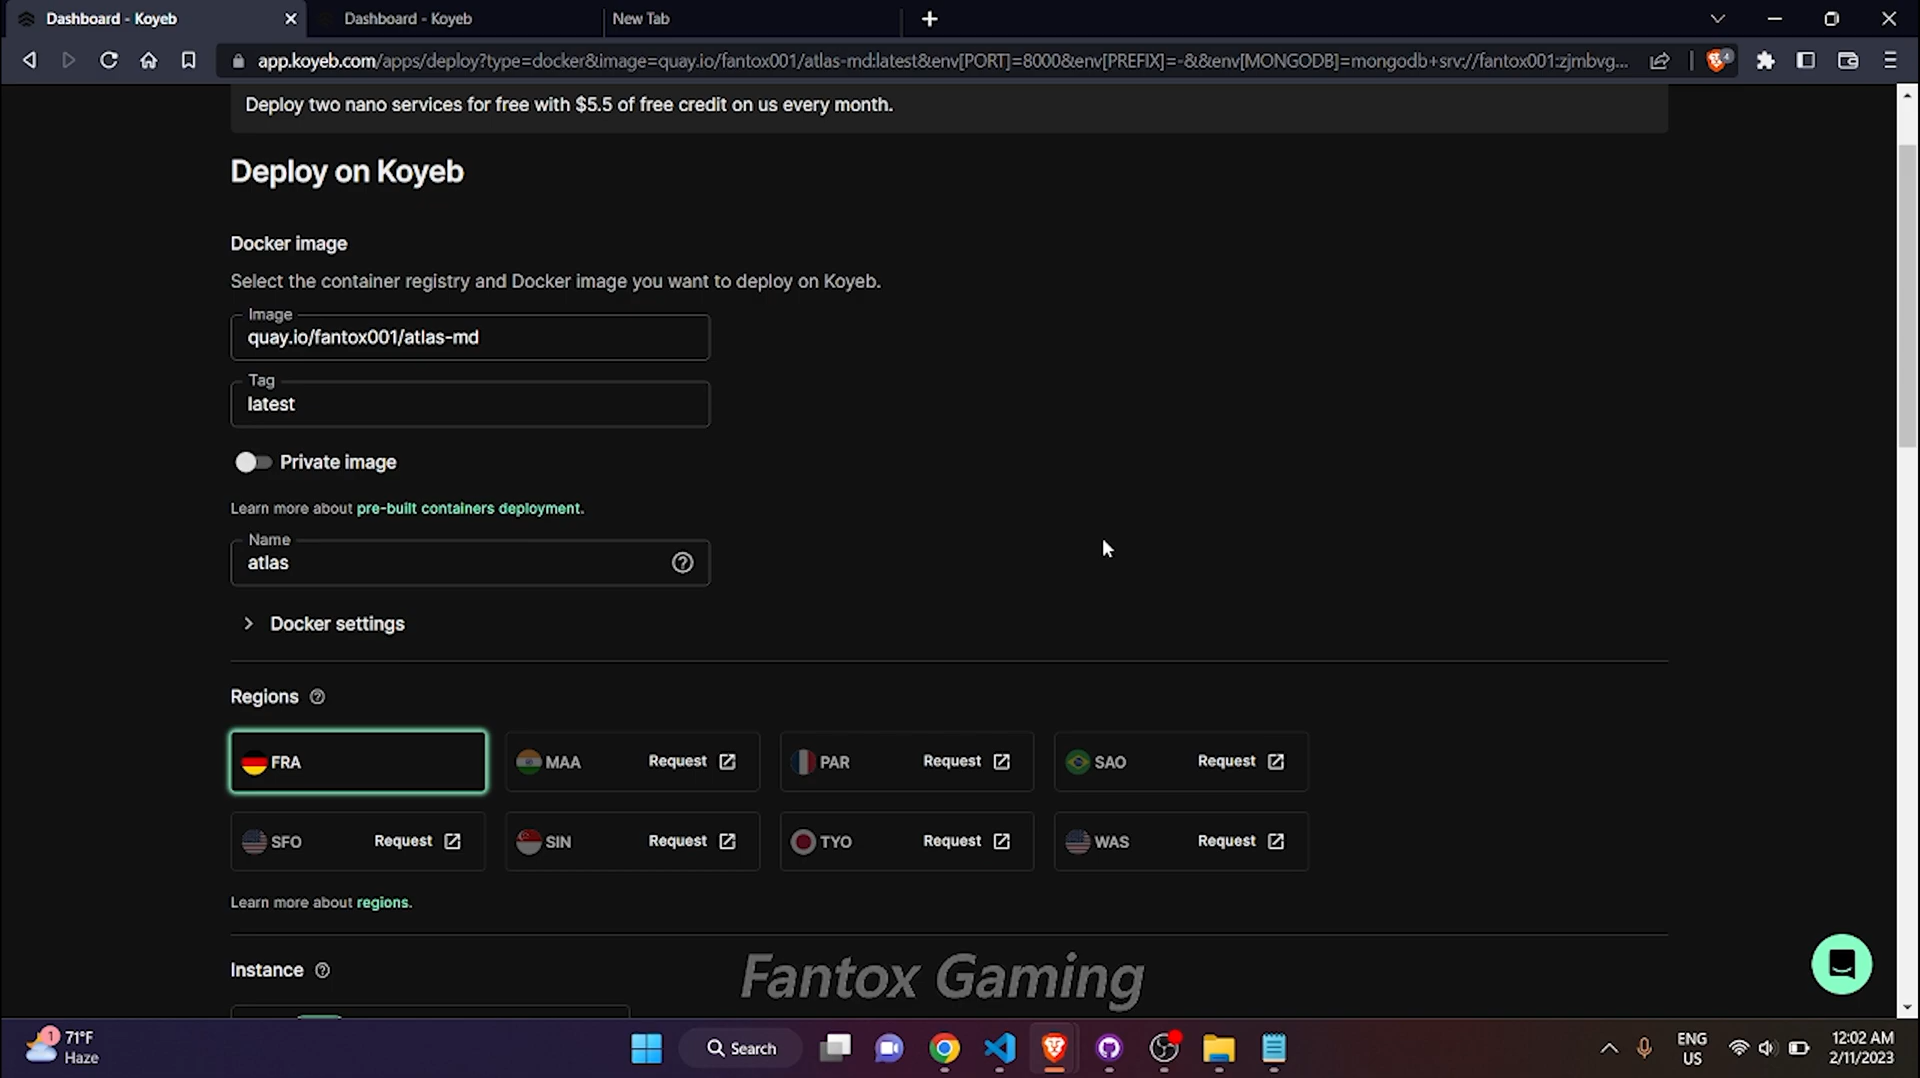 Dashboard - Koyeb
Dashboard - Koyeb
New Tab
app.koyeb.com/apps/deploy?type=docker&image=quay.io/fantox001/atlas-md:latest&env[PORT]=8000&env[PREFIX]=-&&env[MONGODB]=mongodb+srv://fantox001:zjmbvg...
4
Deploy two nano services for free with $5.5 of free credit on us every month.
Deploy on Koyeb
Docker image
Select the container registry and Docker image you want to deploy on Koyeb.
Image
quay.io/fantox001/atlas-md
Tag
latest
Private image
Learn more about pre-built containers deployment.
Name
atlas
Docker settings
Regions
FRA
MAA Request
PAR Request
SAO Request
SFO Request
SIN Request
TYO Request
WAS Request
Learn more about regions.
Instance
Fantox Gaming
1
71°F
Haze
Search
ENG
US
12:02 AM
2/11/2023